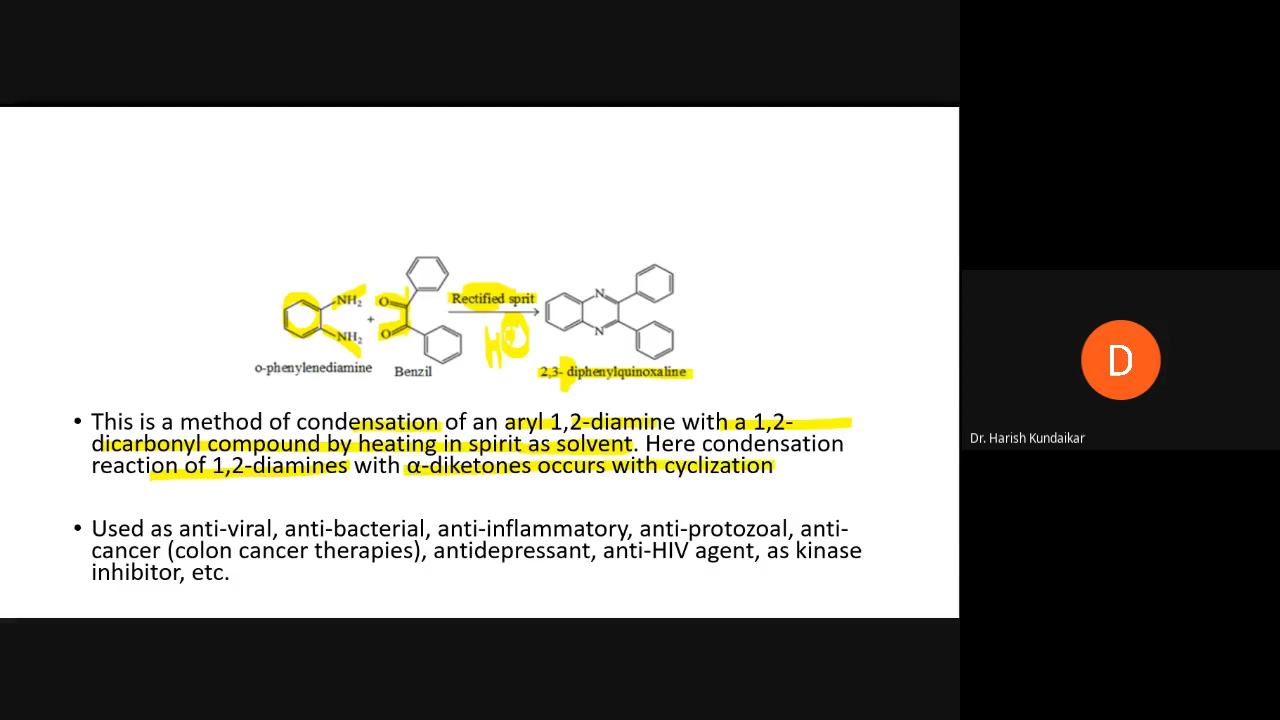 NH2
O
Rectified sprit
N
+
NH2
O
N
o-phenylenediamine
Benzil
2,3- diphenylquinoxaline
• This is a method of condensation of an aryl 1,2-diamine with a 1,2-
dicarbonyl compound by heating in spirit as solvent. Here condensation
reaction of 1,2-diamines with α-diketones occurs with cyclization
• Used as anti-viral, anti-bacterial, anti-inflammatory, anti-protozoal, anti-
cancer (colon cancer therapies), antidepressant, anti-HIV agent, as kinase
inhibitor, etc.
D
Dr. Harish Kundaikar